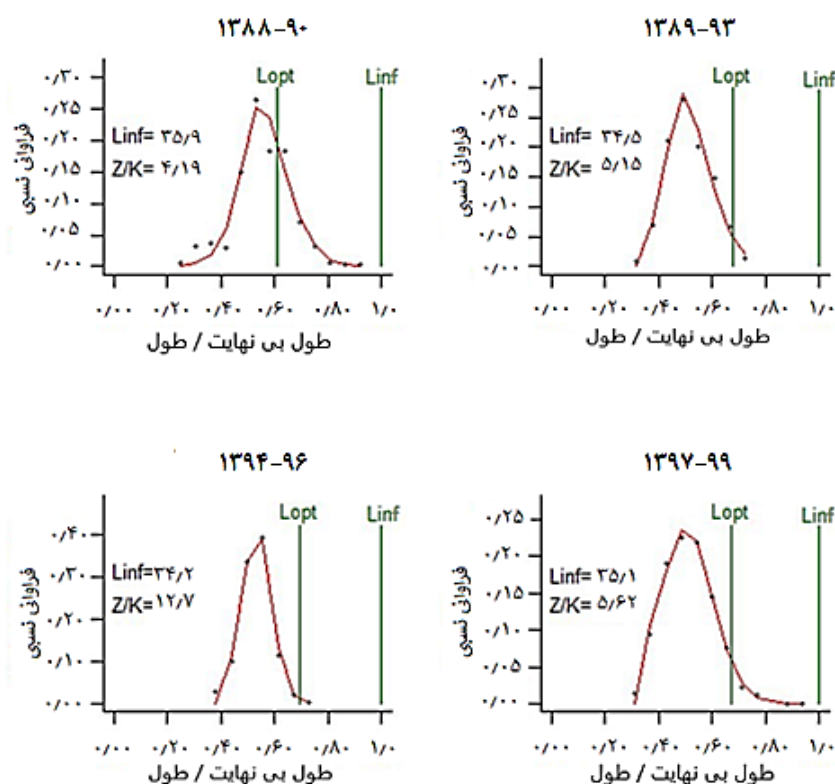 ۱۳۸۸-۹۰
۰٫۳۰
۰٫۲۵
۰٫۲۰
۰٫۱۵
۰٫۱۰
۰٫۰۵
۰٫۰۰
فراوانی نسبی
Lopt
Linf
Linf= ۳۵٫۹
Z/K= ۴٫۱۹
۰٫۰۰ ۰٫۲۰ ۰٫۴۰ ۰٫۶۰ ۰٫۸۰ ۱٫۰
طول بی نهایت / طول
۱۳۸۹-۹۳
۰٫۳۰
۰٫۲۵
۰٫۲۰
۰٫۱۵
۰٫۱۰
۰٫۰۵
۰٫۰۰
فراوانی نسبی
Lopt
Linf
Linf= ۳۴٫۵
Z/K= ۵٫۱۵
۰٫۰۰ ۰٫۲۰ ۰٫۴۰ ۰٫۶۰ ۰٫۸۰ ۱٫۰
طول بی نهایت / طول
۱۳۹۴-۹۶
۰٫۴۰
۰٫۳۰
۰٫۲۰
۰٫۱۰
۰٫۰۰
فراوانی نسبی
Lopt
Linf
Linf=۳۴٫۲
Z/K=۱۲٫۷
۰٫۰۰ ۰٫۲۰ ۰٫۴۰ ۰٫۶۰ ۰٫۸۰ ۱٫۰
طول بی نهایت / طول
۱۳۹۷-۹۹
۰٫۲۵
۰٫۲۰
۰٫۱۵
۰٫۱۰
۰٫۰۵
۰٫۰۰
فراوانی نسبی
Lopt
Linf
Linf= ۳۵٫۱
Z/K= ۵٫۶۲
۰٫۰۰ ۰٫۲۰ ۰٫۴۰ ۰٫۶۰ ۰٫۸۰ ۱٫۰
طول بی نهایت / طول